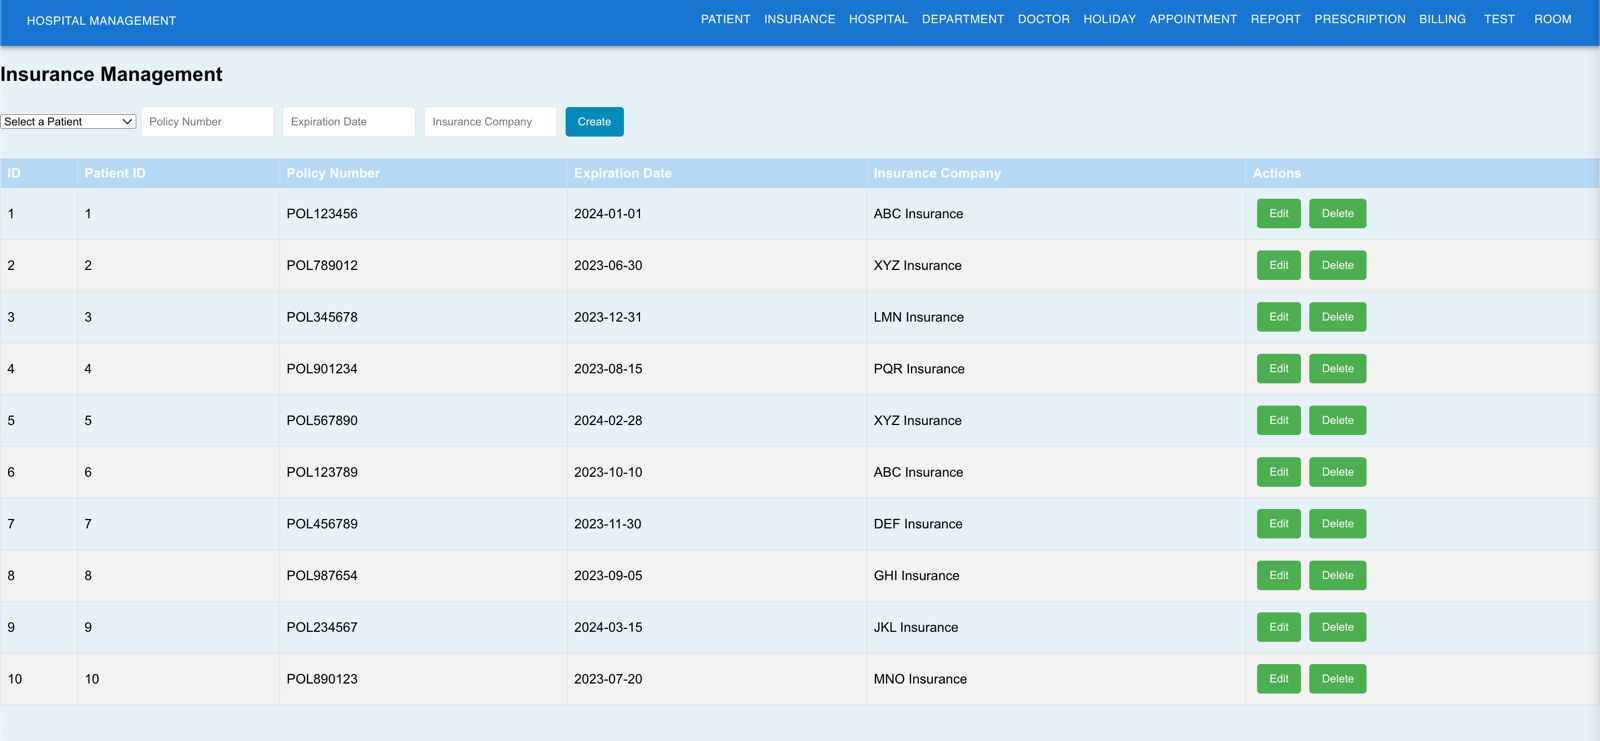 HOSPITAL MANAGEMENT PATIENT INSURANCE HOSPITAL DEPARTMENT DOCTOR HOLIDAY APPOINTMENT REPORT PRESCRIPTION BILLING TEST ROOM
Insurance Management
Select a Patient Policy Number Expiration Date Insurance Company Create
ID Patient ID Policy Number Expiration Date Insurance Company Actions
1 1 POL123456 2024-01-01 ABC Insurance Edit Delete
2 2 POL789012 2023-06-30 XYZ Insurance Edit Delete
3 3 POL345678 2023-12-31 LMN Insurance Edit Delete
4 4 POL901234 2023-08-15 PQR Insurance Edit Delete
5 5 POL567890 2024-02-28 XYZ Insurance Edit Delete
6 6 POL123789 2023-10-10 ABC Insurance Edit Delete
7 7 POL456789 2023-11-30 DEF Insurance Edit Delete
8 8 POL987654 2023-09-05 GHI Insurance Edit Delete
9 9 POL234567 2024-03-15 JKL Insurance Edit Delete
10 10 POL890123 2023-07-20 MNO Insurance Edit Delete